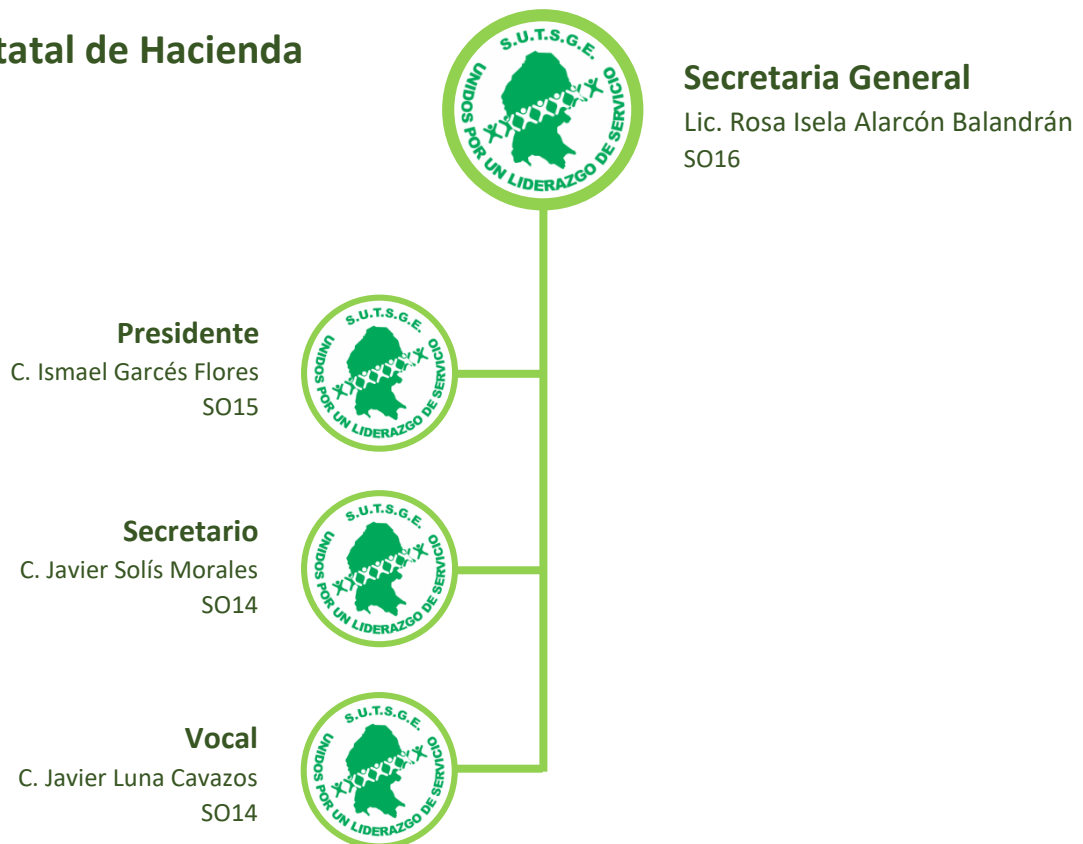 tatal de Hacienda
S.U.T.S.G.E.
UNIDOS POR UN LIDERAZGO DE SERVICIO
Secretaria General
Lic. Rosa Isela Alarcón Balandrán
SO16
Presidente
C. Ismael Garcés Flores
SO15
S.U.T.S.G.E.
UNIDOS POR UN LIDERAZGO DE SERVICIO
Secretario
C. Javier Solís Morales
SO14
S.U.T.S.G.E.
UNIDOS POR UN LIDERAZGO DE SERVICIO
Vocal
C. Javier Luna Cavazos
SO14
S.U.T.S.G.E.
UNIDOS POR UN LIDERAZGO DE SERVICIO